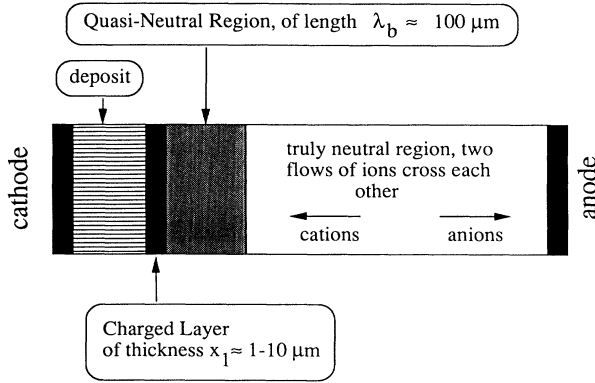 Quasi-Neutral Region, of length λb ≈ 100 μm
deposit
cathode
truly neutral region, two
flows of ions cross each
other
cations
anions
anode
Charged Layer
of thickness x1≈ 1-10 μm